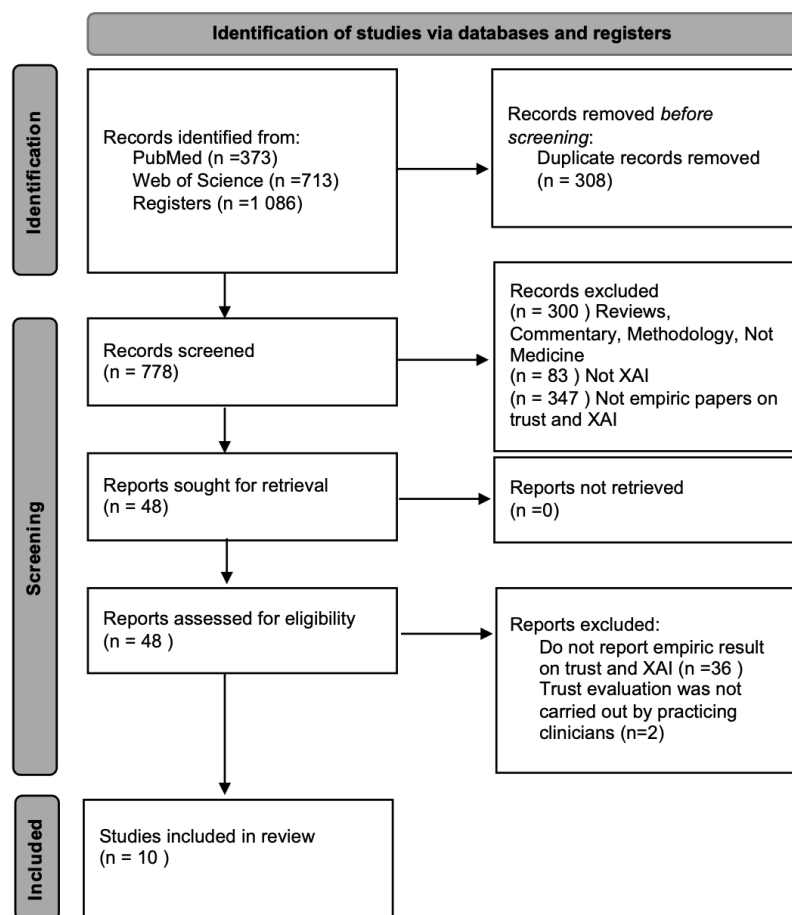 Identification of studies via databases and registers
Identification
Records identified from:
PubMed (n =373)
Web of Science (n =713)
Registers (n =1 086)
Records removed before
screening:
Duplicate records removed
(n = 308)
Screening
Records screened
(n = 778)
Records excluded
(n = 300 ) Reviews,
Commentary, Methodology, Not
Medicine
(n = 83 ) Not XAI
(n = 347 ) Not empiric papers on
trust and XAI
Reports sought for retrieval
(n = 48)
Reports not retrieved
(n =0)
Reports assessed for eligibility
(n = 48 )
Reports excluded:
Do not report empiric result
on trust and XAI (n =36 )
Trust evaluation was not
carried out by practicing
clinicians (n=2)
Included
Studies included in review
(n = 10 )